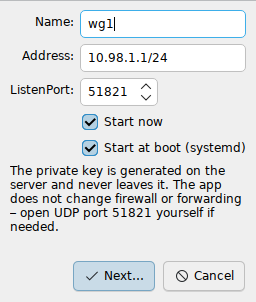 Name: wg1
Address: 10.98.1.1/24
ListenPort: 51821
Start now
Start at boot (systemd)
The private key is generated on the
server and never leaves it. The app
does not change firewall or forwarding
– open UDP port 51821 yourself if
needed.
Next... Cancel